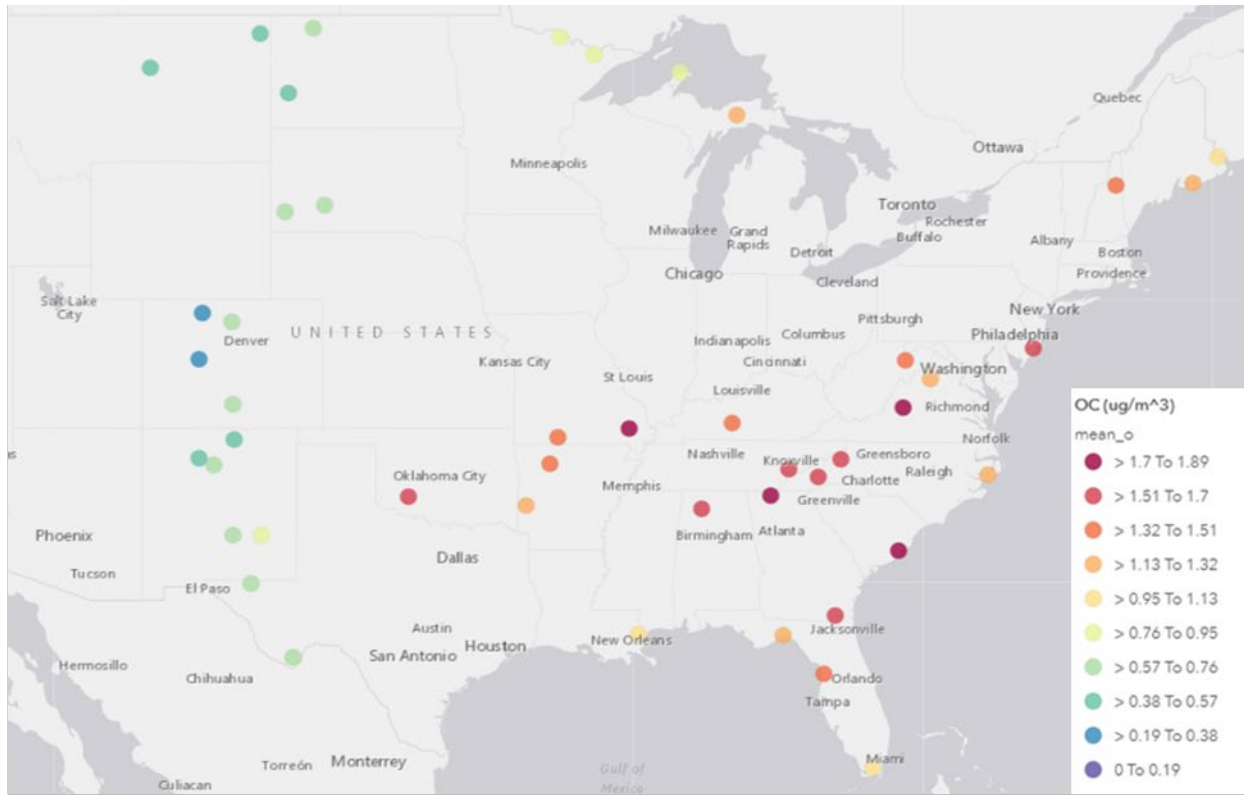 Quebec
Ottawa
Minneapolis
Toronto
Rochester
Milwaukee
Grand
Rapids
Buffalo
Albany
Detroit
Boston
Chicago
Cleveland
Providence
Salt Lake
City
New York
Pittsburgh
UNITED STATES
Denver
Columbus
Philadelphia
Indianapolis
Kansas City
Cincinnati
Washington
St Louis
Louisville
Richmond
Norfolk
Nashville
Knoxville
Greensboro
Oklahoma City
Raleigh
Memphis
Charlotte
Greenville
Phoenix
Birmingham
Atlanta
Dallas
Tucson
El Paso
Austin
Jacksonville
New Orleans
Houston
San Antonio
Hermosillo
Chihuahua
Orlando
Tampa
Torreón
Monterrey
Miami
Gulf of
Mexico
Culiacan
OC (ug/m^3)
mean_o
> 1.7 To 1.89
> 1.51 To 1.7
> 1.32 To 1.51
> 1.13 To 1.32
> 0.95 To 1.13
> 0.76 To 0.95
> 0.57 To 0.76
> 0.38 To 0.57
> 0.19 To 0.38
0 To 0.19